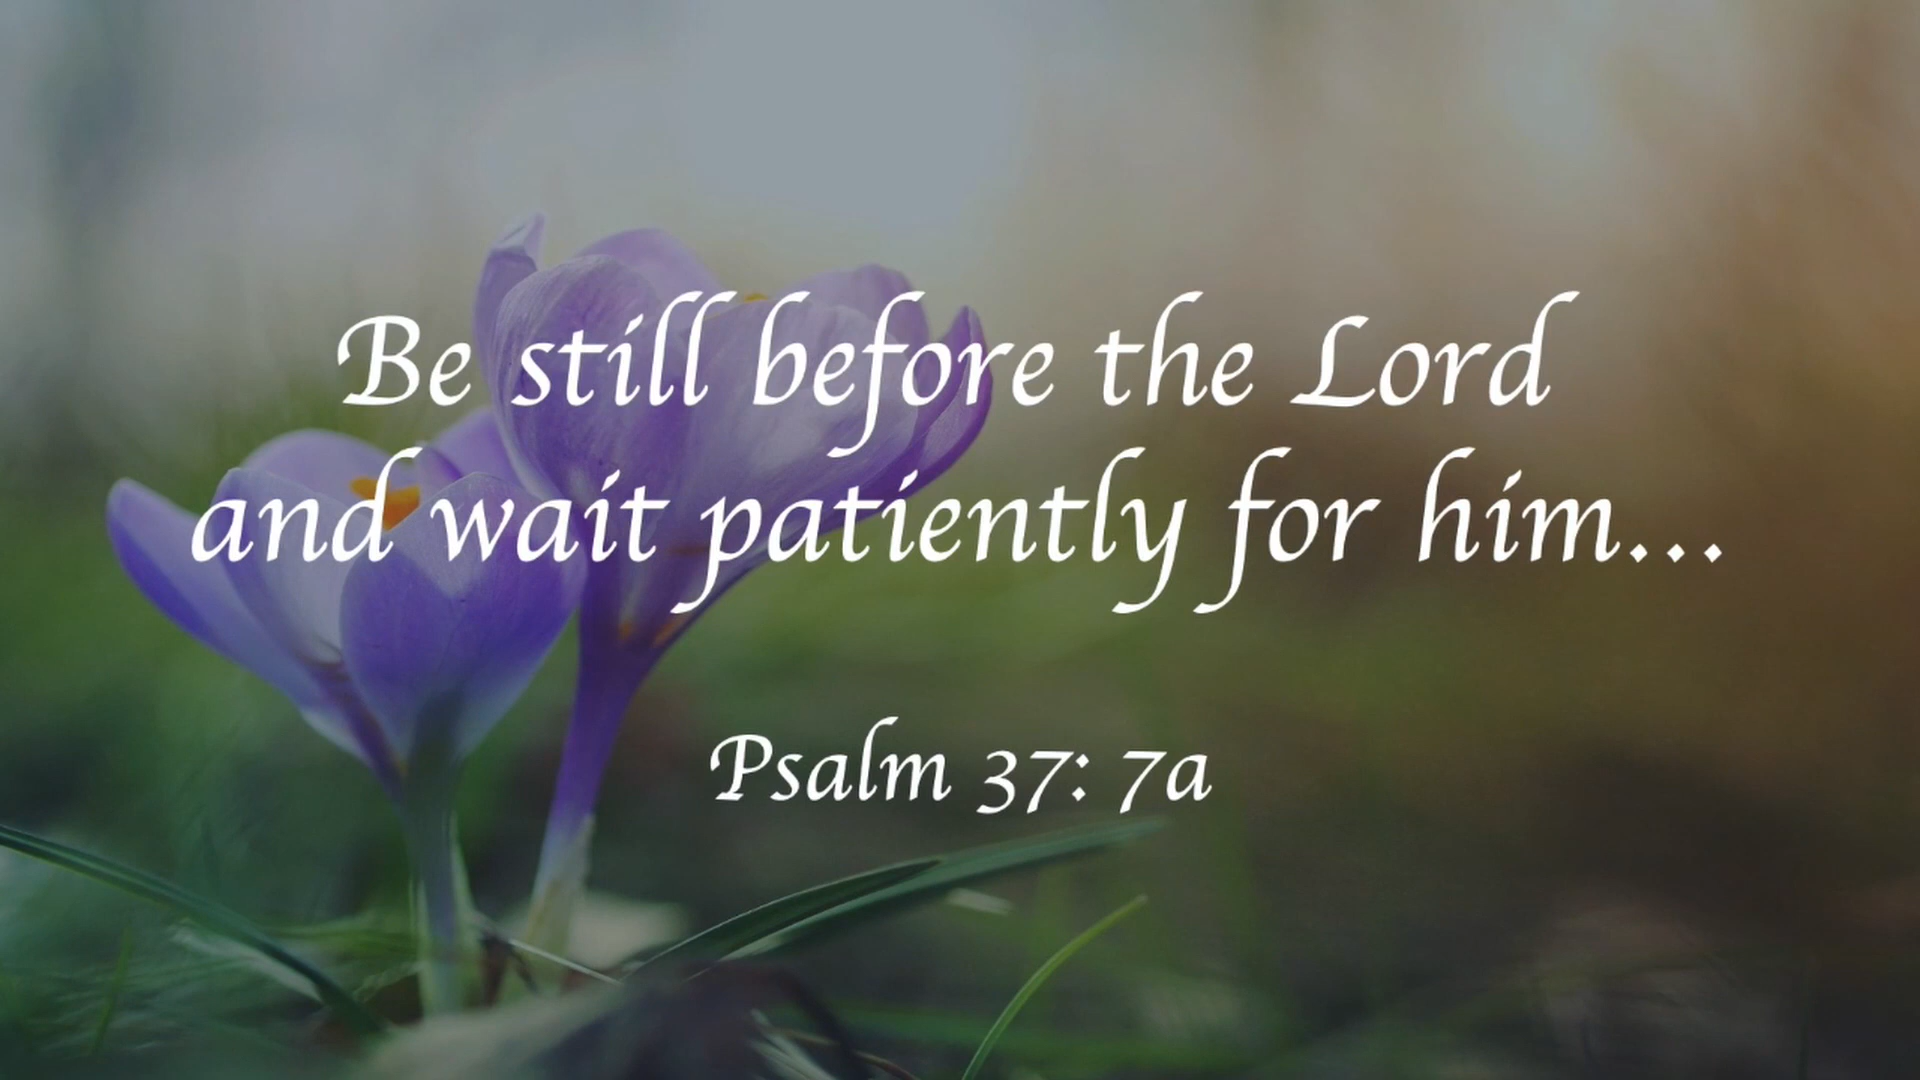 Be still before the Lord
and wait patiently for him...
Psalm 37: 7a